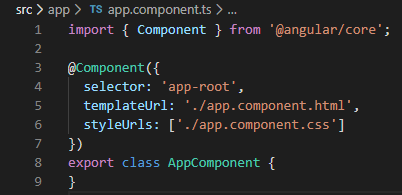 src > app > TS app.component.ts > ...
1 import { Component } from '@angular/core';
2
3 @Component({
4   selector: 'app-root',
5   templateUrl: './app.component.html',
6   styleUrls: ['./app.component.css']
7 })
8 export class AppComponent {
9 }